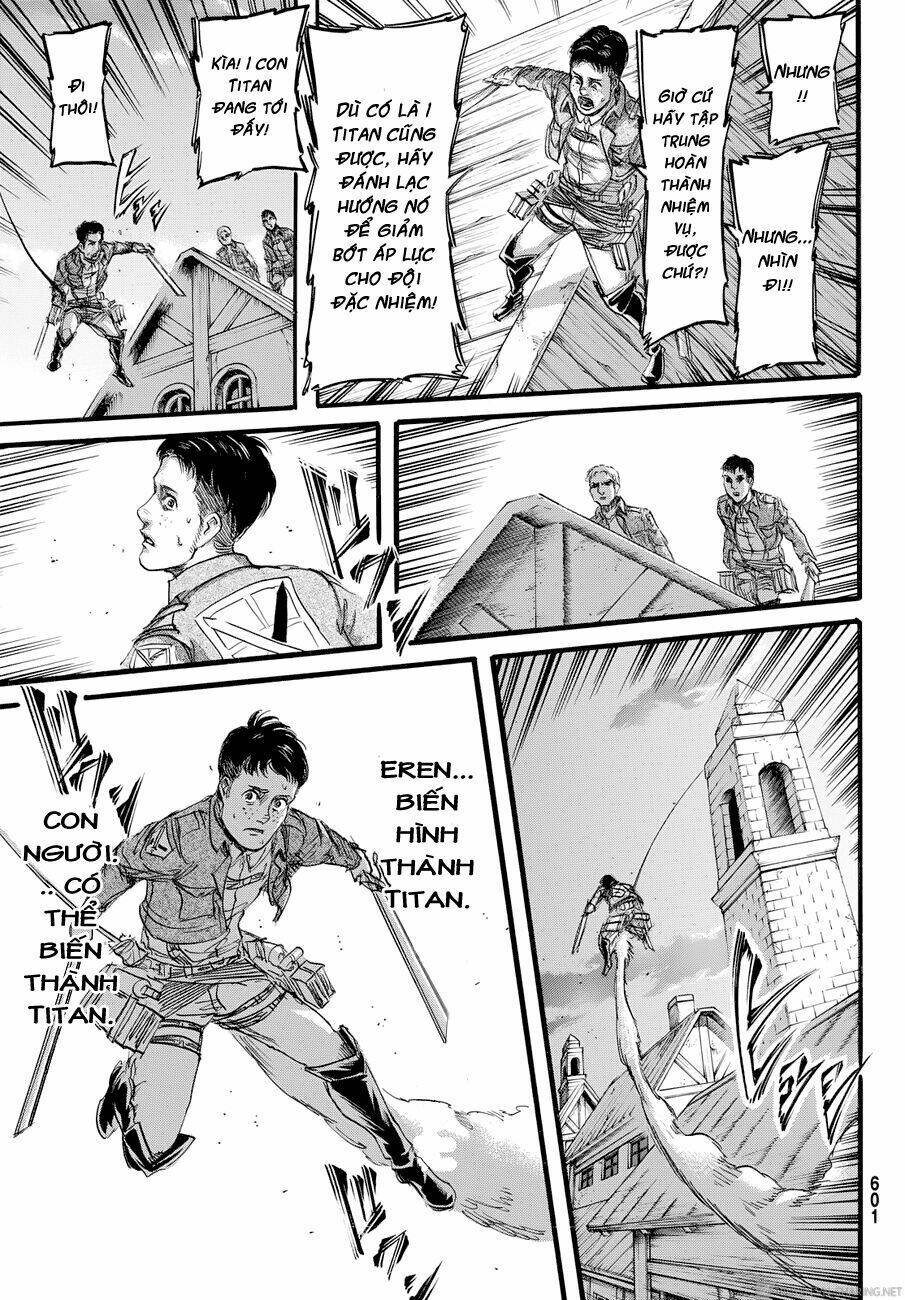 NHƯNG
!!
NHƯNG...
NHÌN
ĐI!!
GIỜ CỨ
HÃY TẬP
TRUNG
HOÀN
THÀNH
NHIỆM
VỤ,
ĐƯỢC
CHỨ?!
DÙ CÓ LÀ 1
TITAN CŨNG
ĐƯỢC, HÃY
ĐÁNH LẠC
HƯỚNG NÓ
ĐỂ GIẢM
BỚT ÁP LỰC
CHO ĐỘI
ĐẶC NHIỆM!
KÌA! 1 CON
TITAN
ĐANG TỚI
ĐẤY!
ĐI
THÔI!
EREN...
BIẾN
HÌNH
THÀNH
TITAN.
CON
NGƯỜI.
... CÓ
THỂ
BIẾN
THÀNH
TITAN.
601